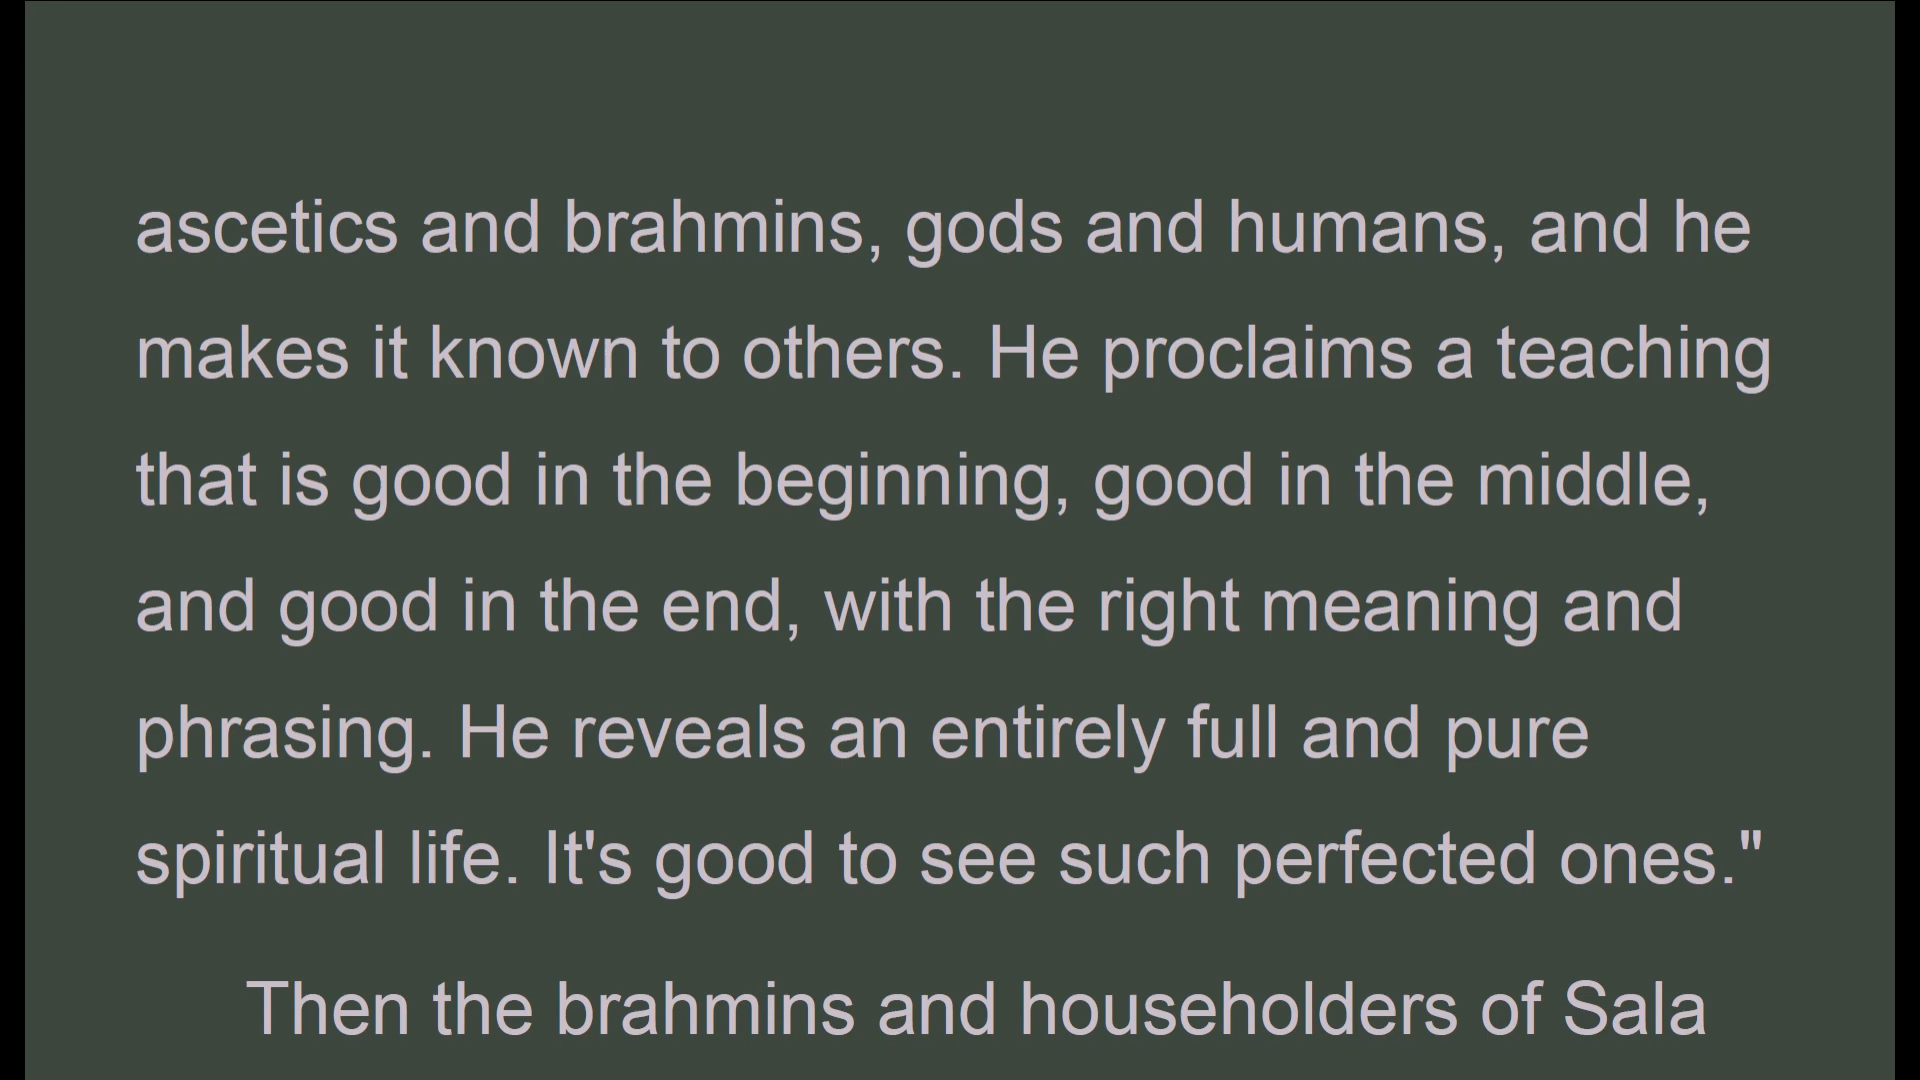 ascetics and brahmins, gods and humans, and he
makes it known to others. He proclaims a teaching
that is good in the beginning, good in the middle,
and good in the end, with the right meaning and
phrasing. He reveals an entirely full and pure
spiritual life. It's good to see such perfected ones."
Then the brahmins and householders of Sala